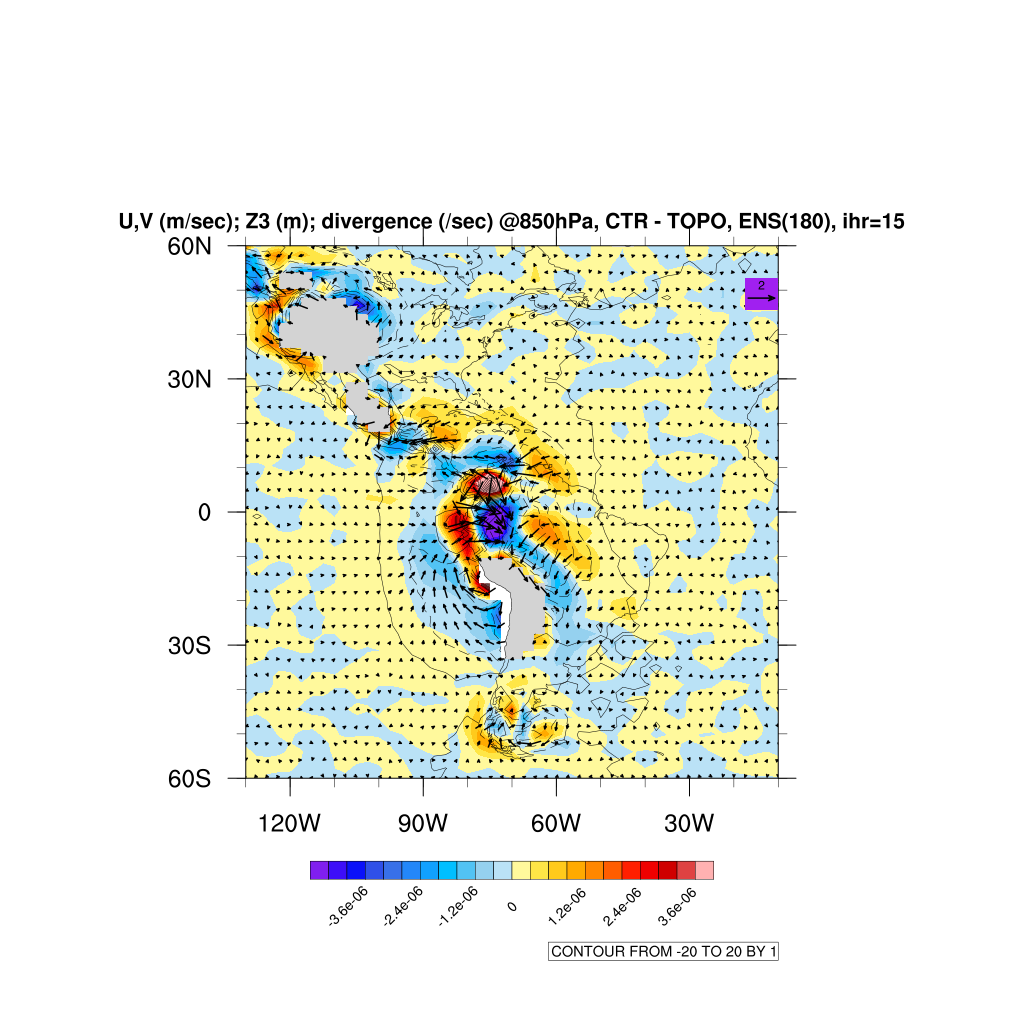 U,V (m/sec); Z3 (m); divergence (/sec) @850hPa, CTR - TOPO, ENS(180), ihr=15
60N
2
30N
0
30S
60S
120W 90W 60W 30W
-3.6e-06 -2.4e-06 -1.2e-06 0 1.2e-06 2.4e-06 3.6e-06
CONTOUR FROM -20 TO 20 BY 1